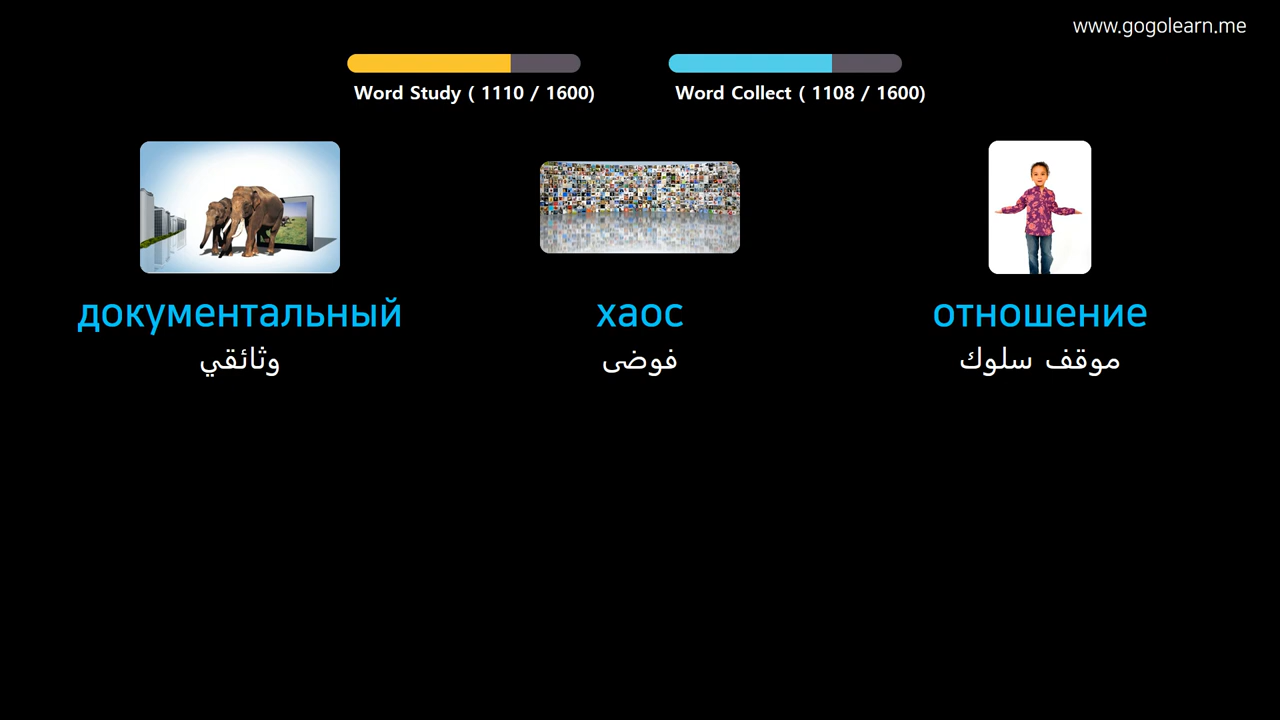 www.gogolearn.me
Word Study ( 1110 / 1600)
Word Collect ( 1108 / 1600)
документальный
وثائقي
хаос
فوضى
отношение
موقف سلوك